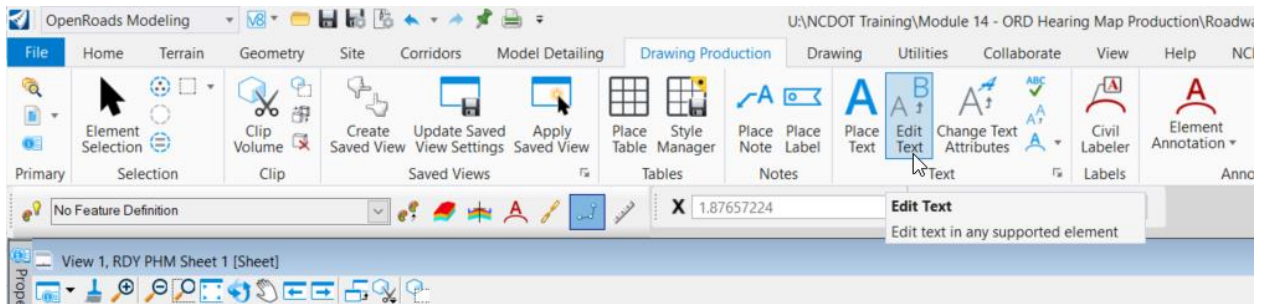 OpenRoads Modeling V8i U:\NCDOT Training\Module 14 - ORD Hearing Map Production\Roadwa
File Home Terrain Geometry Site Corridors Model Detailing Drawing Production Drawing Utilities Collaborate View Help NC
Element Selection
Clip Volume
Create Saved View
Update Saved View Settings
Apply Saved View
Place Table
Style Manager
Place Note
Place Label
Place Text
Edit Text
Change Text Attributes
Civil Labeler
Element Annotation
Primary Selection Clip Saved Views Tables Notes Text Labels Anno
No Feature Definition X 1.87657224
Edit Text
Edit text in any supported element
View 1, RDY PHM Sheet 1 [Sheet]
Prope